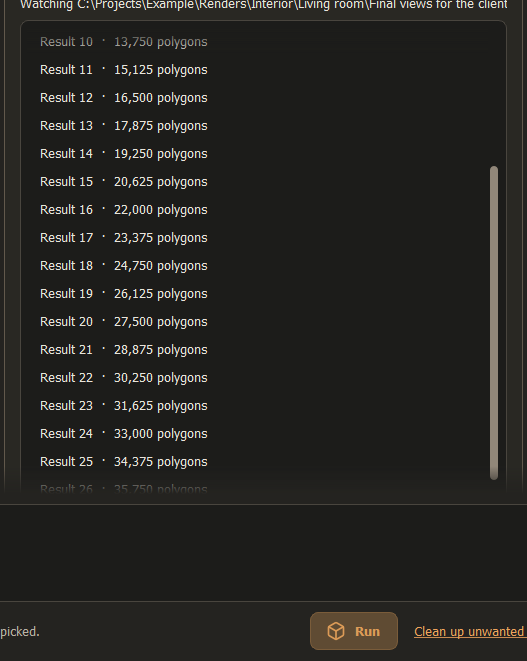 Watching C:\Projects\Example\Renders\Interior\Living room\Final views for the client
Result 10 · 13,750 polygons
Result 11 · 15,125 polygons
Result 12 · 16,500 polygons
Result 13 · 17,875 polygons
Result 14 · 19,250 polygons
Result 15 · 20,625 polygons
Result 16 · 22,000 polygons
Result 17 · 23,375 polygons
Result 18 · 24,750 polygons
Result 19 · 26,125 polygons
Result 20 · 27,500 polygons
Result 21 · 28,875 polygons
Result 22 · 30,250 polygons
Result 23 · 31,625 polygons
Result 24 · 33,000 polygons
Result 25 · 34,375 polygons
Result 26 · 35,750 polygons
picked.
Run
Clean up unwanted